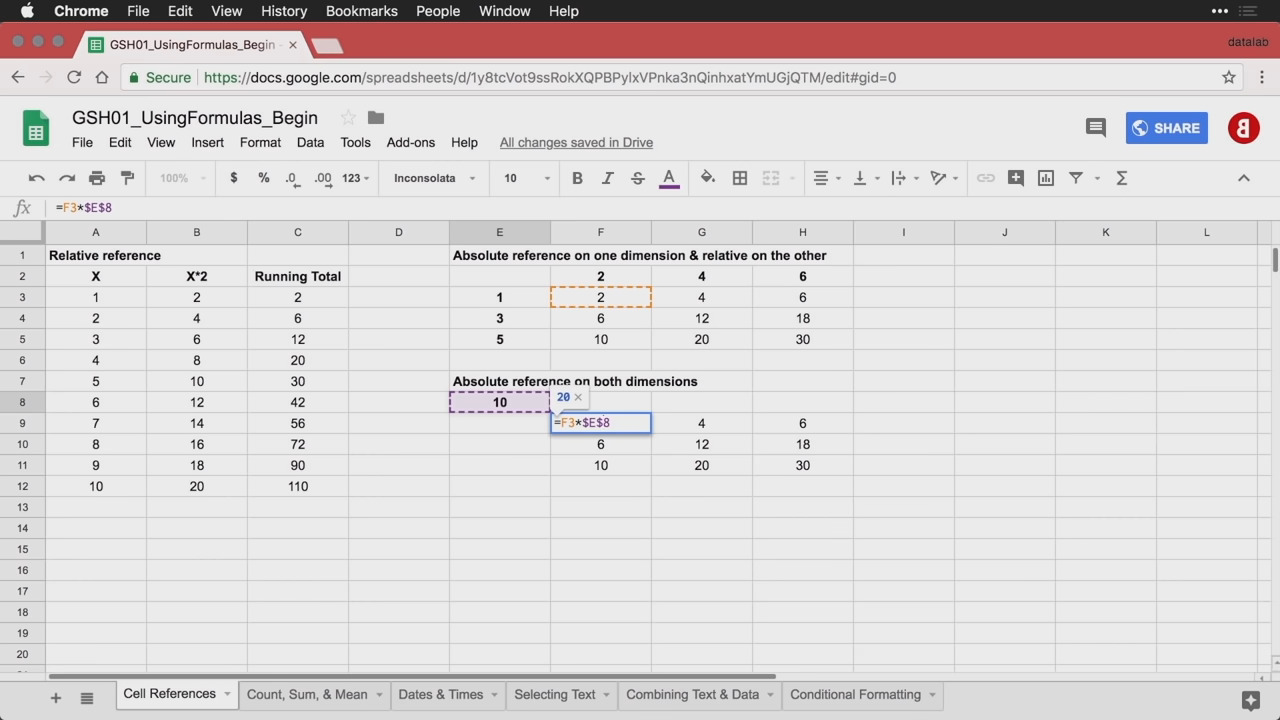 Chrome File Edit View History Bookmarks People Window Help
GSH01_UsingFormulas_Begin - × datalab
Secure https://docs.google.com/spreadsheets/d/1y8tcVot9ssRokXQPBPylxVPnka3nQinhxatYmUGjQTM/edit#gid=0
GSH01_UsingFormulas_Begin
SHARE
File Edit View Insert Format Data Tools Add-ons Help All changes saved in Drive
100% $ % .0 .00 123 Inconsolata 10 B I S A Σ
fx =F3*$E$8
A B C D E F G H I J K L
1 Relative reference Absolute reference on one dimension & relative on the other
2 X X*2 Running Total 2 4 6
3 1 2 2 1 2 4 6
4 2 4 6 3 6 12 18
5 3 6 12 5 10 20 30
6 4 8 20
7 5 10 30 Absolute reference on both dimensions
8 6 12 42 10 20 ×
9 7 14 56 =F3*$E$8 4 6
10 8 16 72 6 12 18
11 9 18 90 10 20 30
12 10 20 110
13
14
15
16
17
18
19
20
Cell References Count, Sum, & Mean Dates & Times Selecting Text Combining Text & Data Conditional Formatting